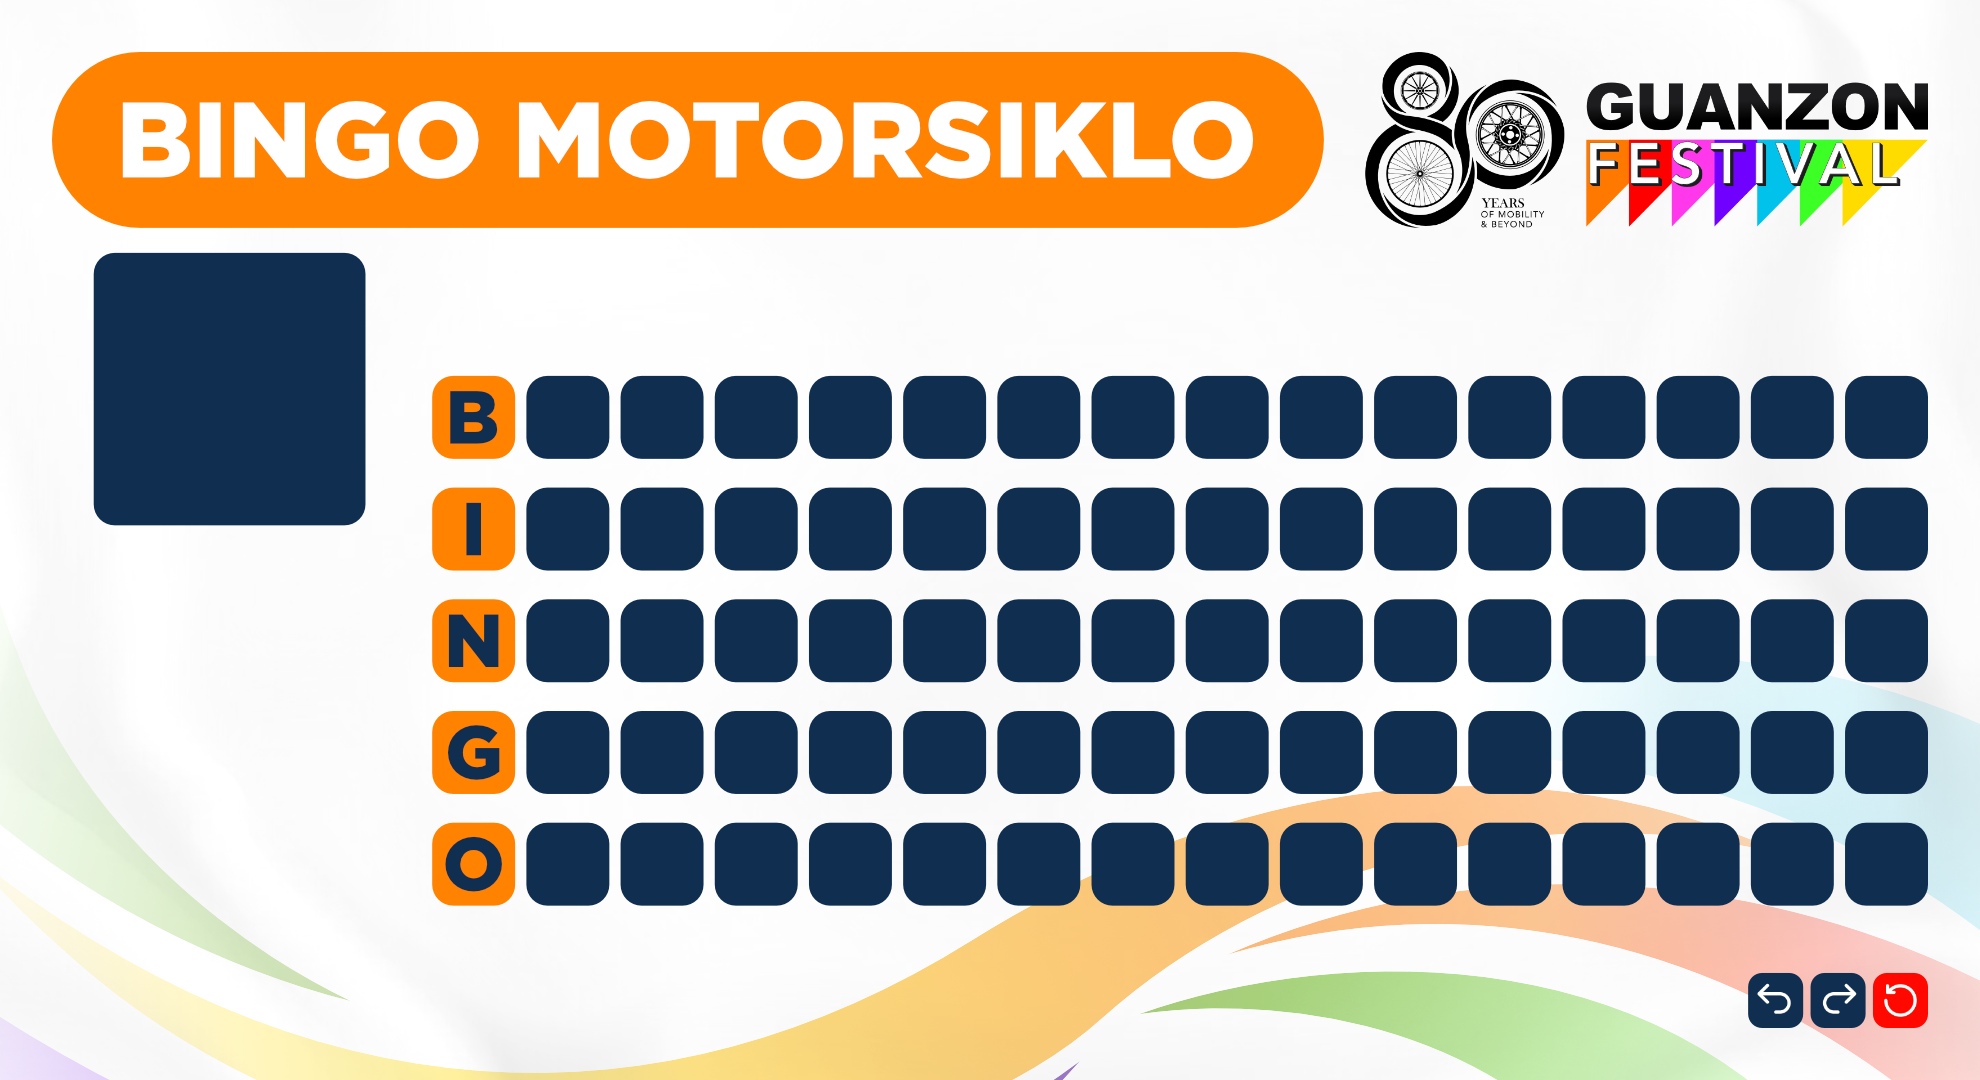 BINGO MOTORSIKLO
80
YEARS
OF MOBILITY
& BEYOND
GUANZON
FESTIVAL
B
I
N
G
O